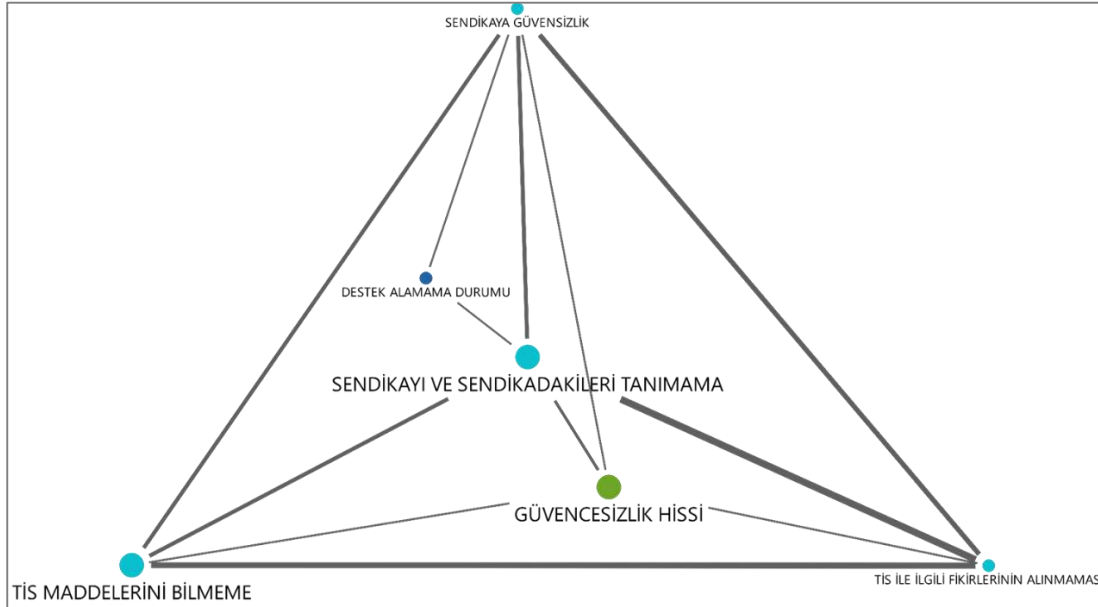 SENDİKAYA GÜVENSİZLİK
DESTEK ALAMAMA DURUMU
SENDİKAYI VE SENDİKADAKİLERİ TANIMAMA
GÜVENCESİZLİK HİSSİ
TİS MADDELERİNİ BİLMEME
TİS İLE İLGİLİ FİKİRLERİNİN ALINMAMASI